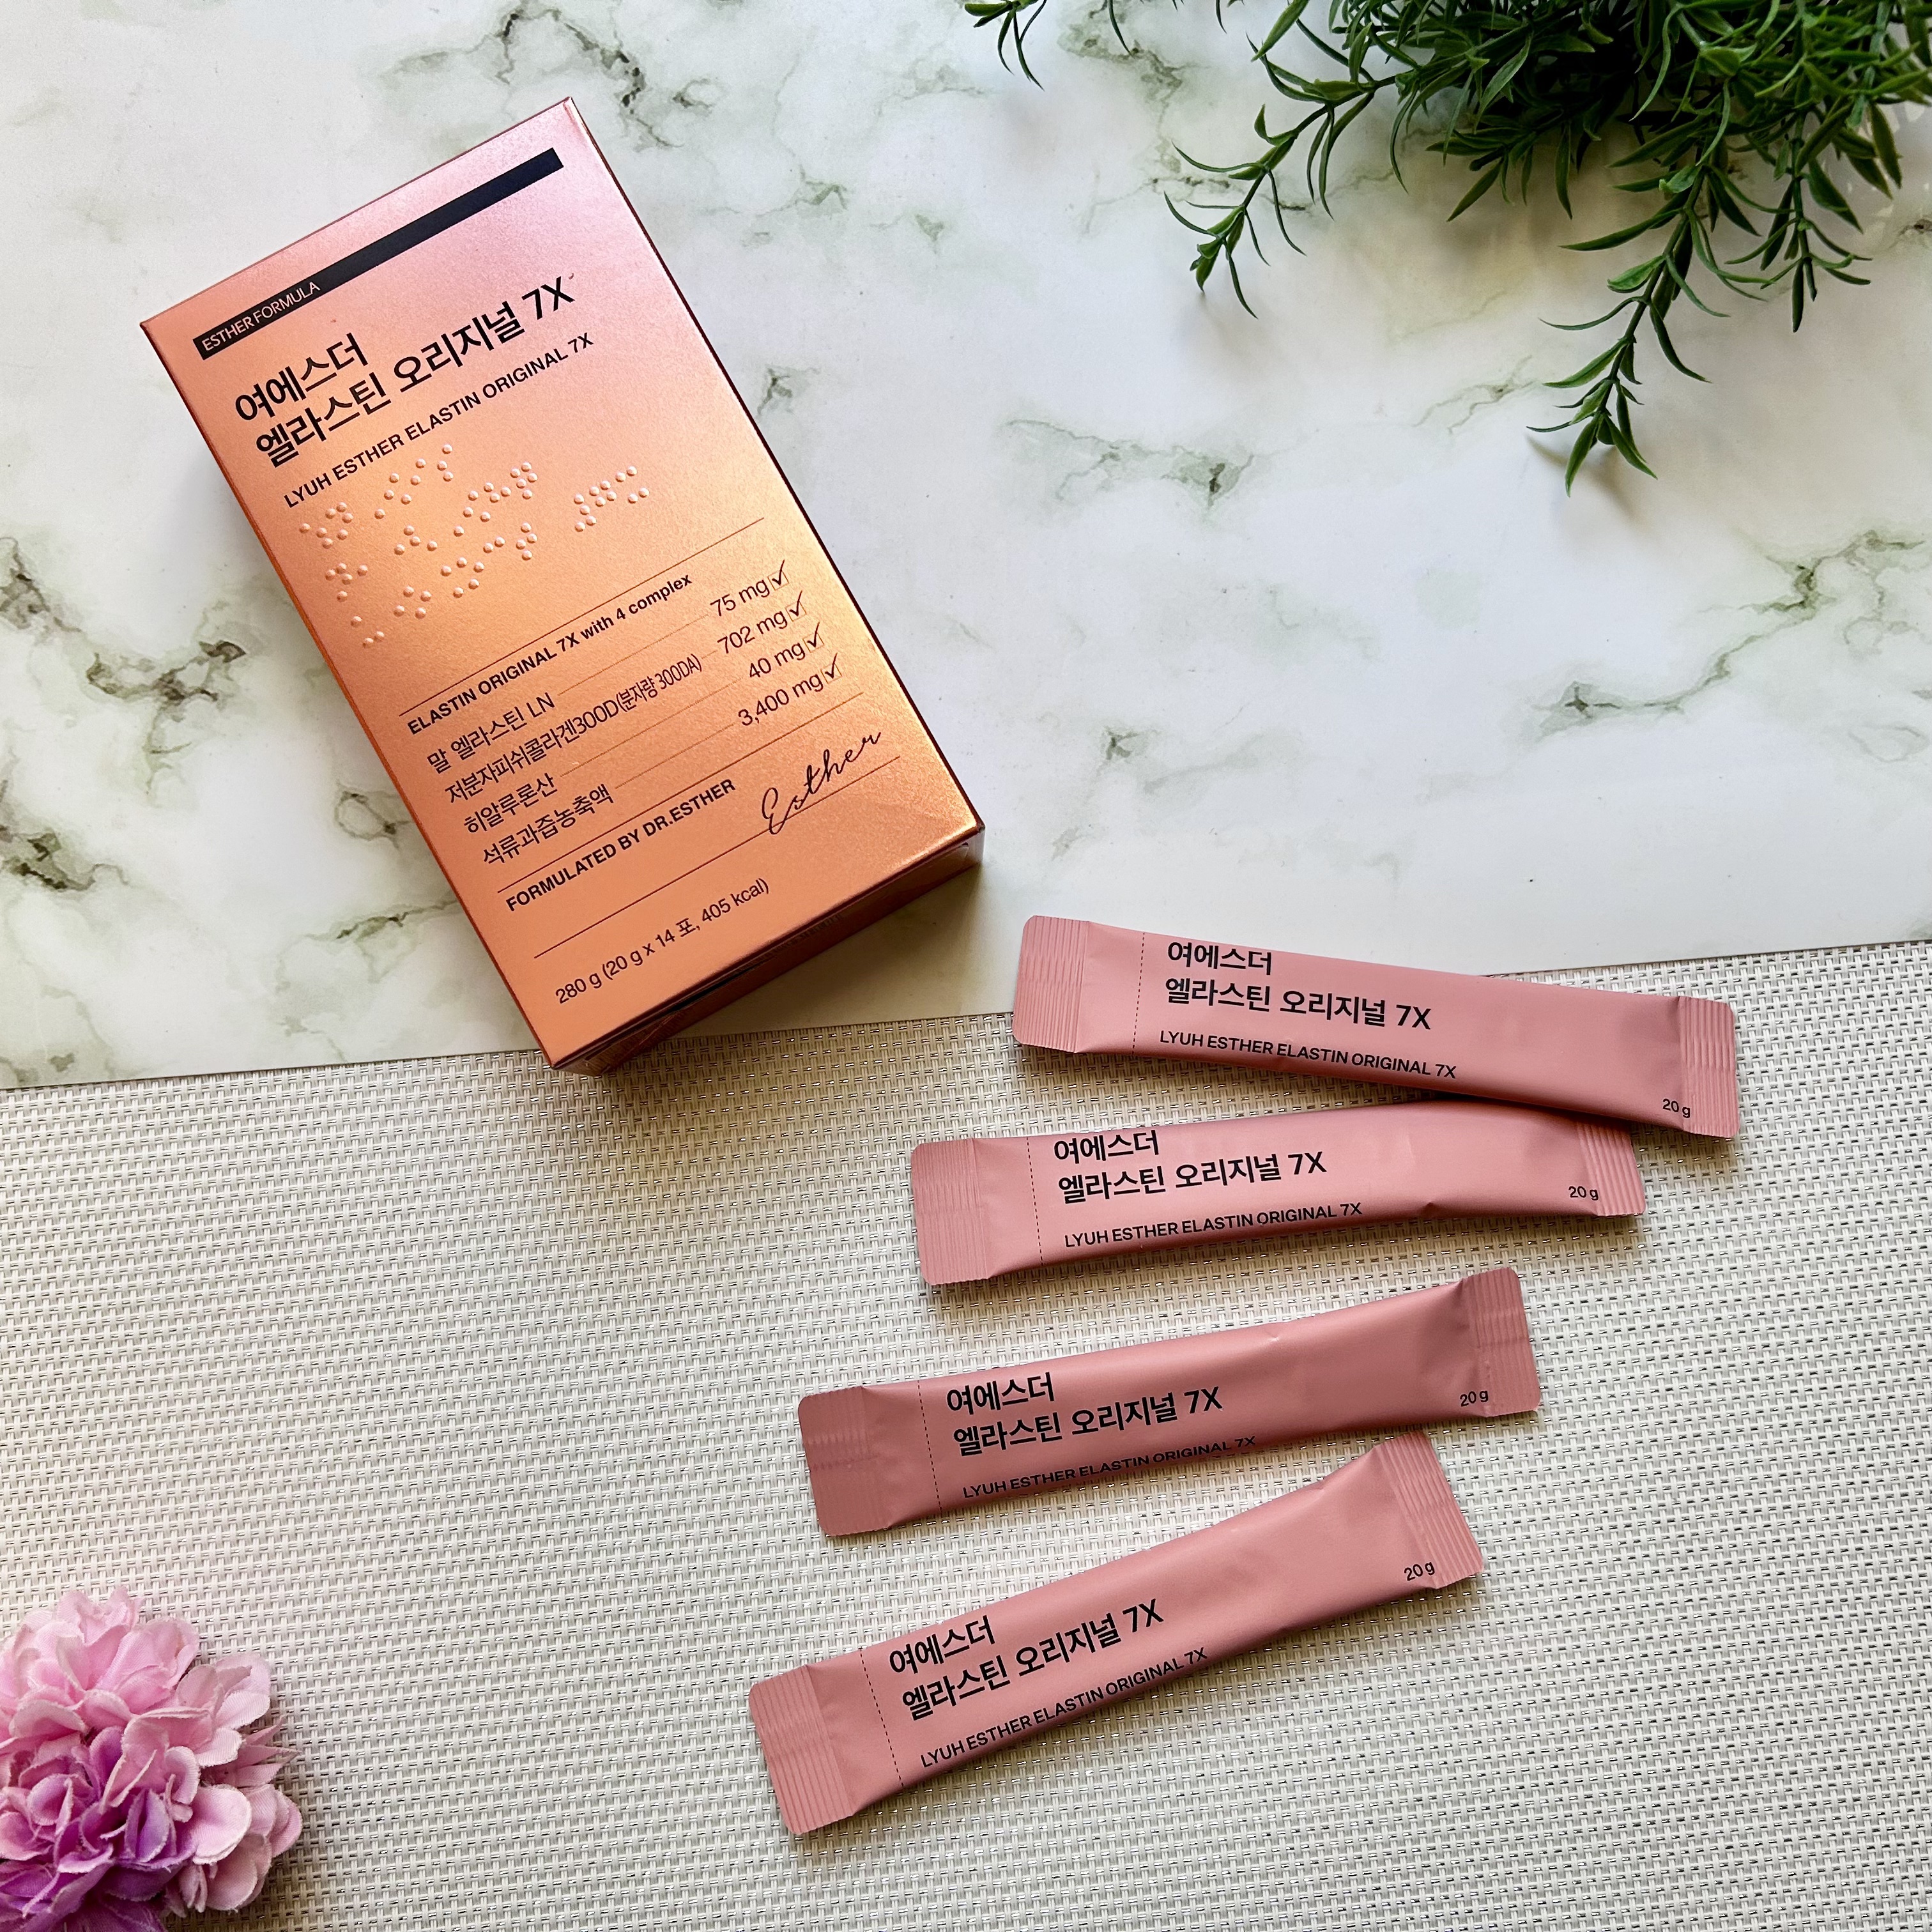 ESTHER FORMULA
여에스더
엘라스틴 오리지널 7X
LYUH ESTHER ELASTIN ORIGINAL 7X
ELASTIN ORIGINAL 7X with 4 complex
말 엘라스틴 LN 75 mg
저분자피쉬콜라겐300D(분자량 300DA) 702 mg
히알루론산 40 mg
석류과즙농축액 3,400 mg
FORMULATED BY DR.ESTHER
Esther
280 g (20 g x 14 포, 405 kcal)
여에스더
엘라스틴 오리지널 7X
LYUH ESTHER ELASTIN ORIGINAL 7X
20 g
여에스더
엘라스틴 오리지널 7X
LYUH ESTHER ELASTIN ORIGINAL 7X
20 g
여에스더
엘라스틴 오리지널 7X
LYUH ESTHER ELASTIN ORIGINAL 7X
20 g
여에스더
엘라스틴 오리지널 7X
LYUH ESTHER ELASTIN ORIGINAL 7X
20 g